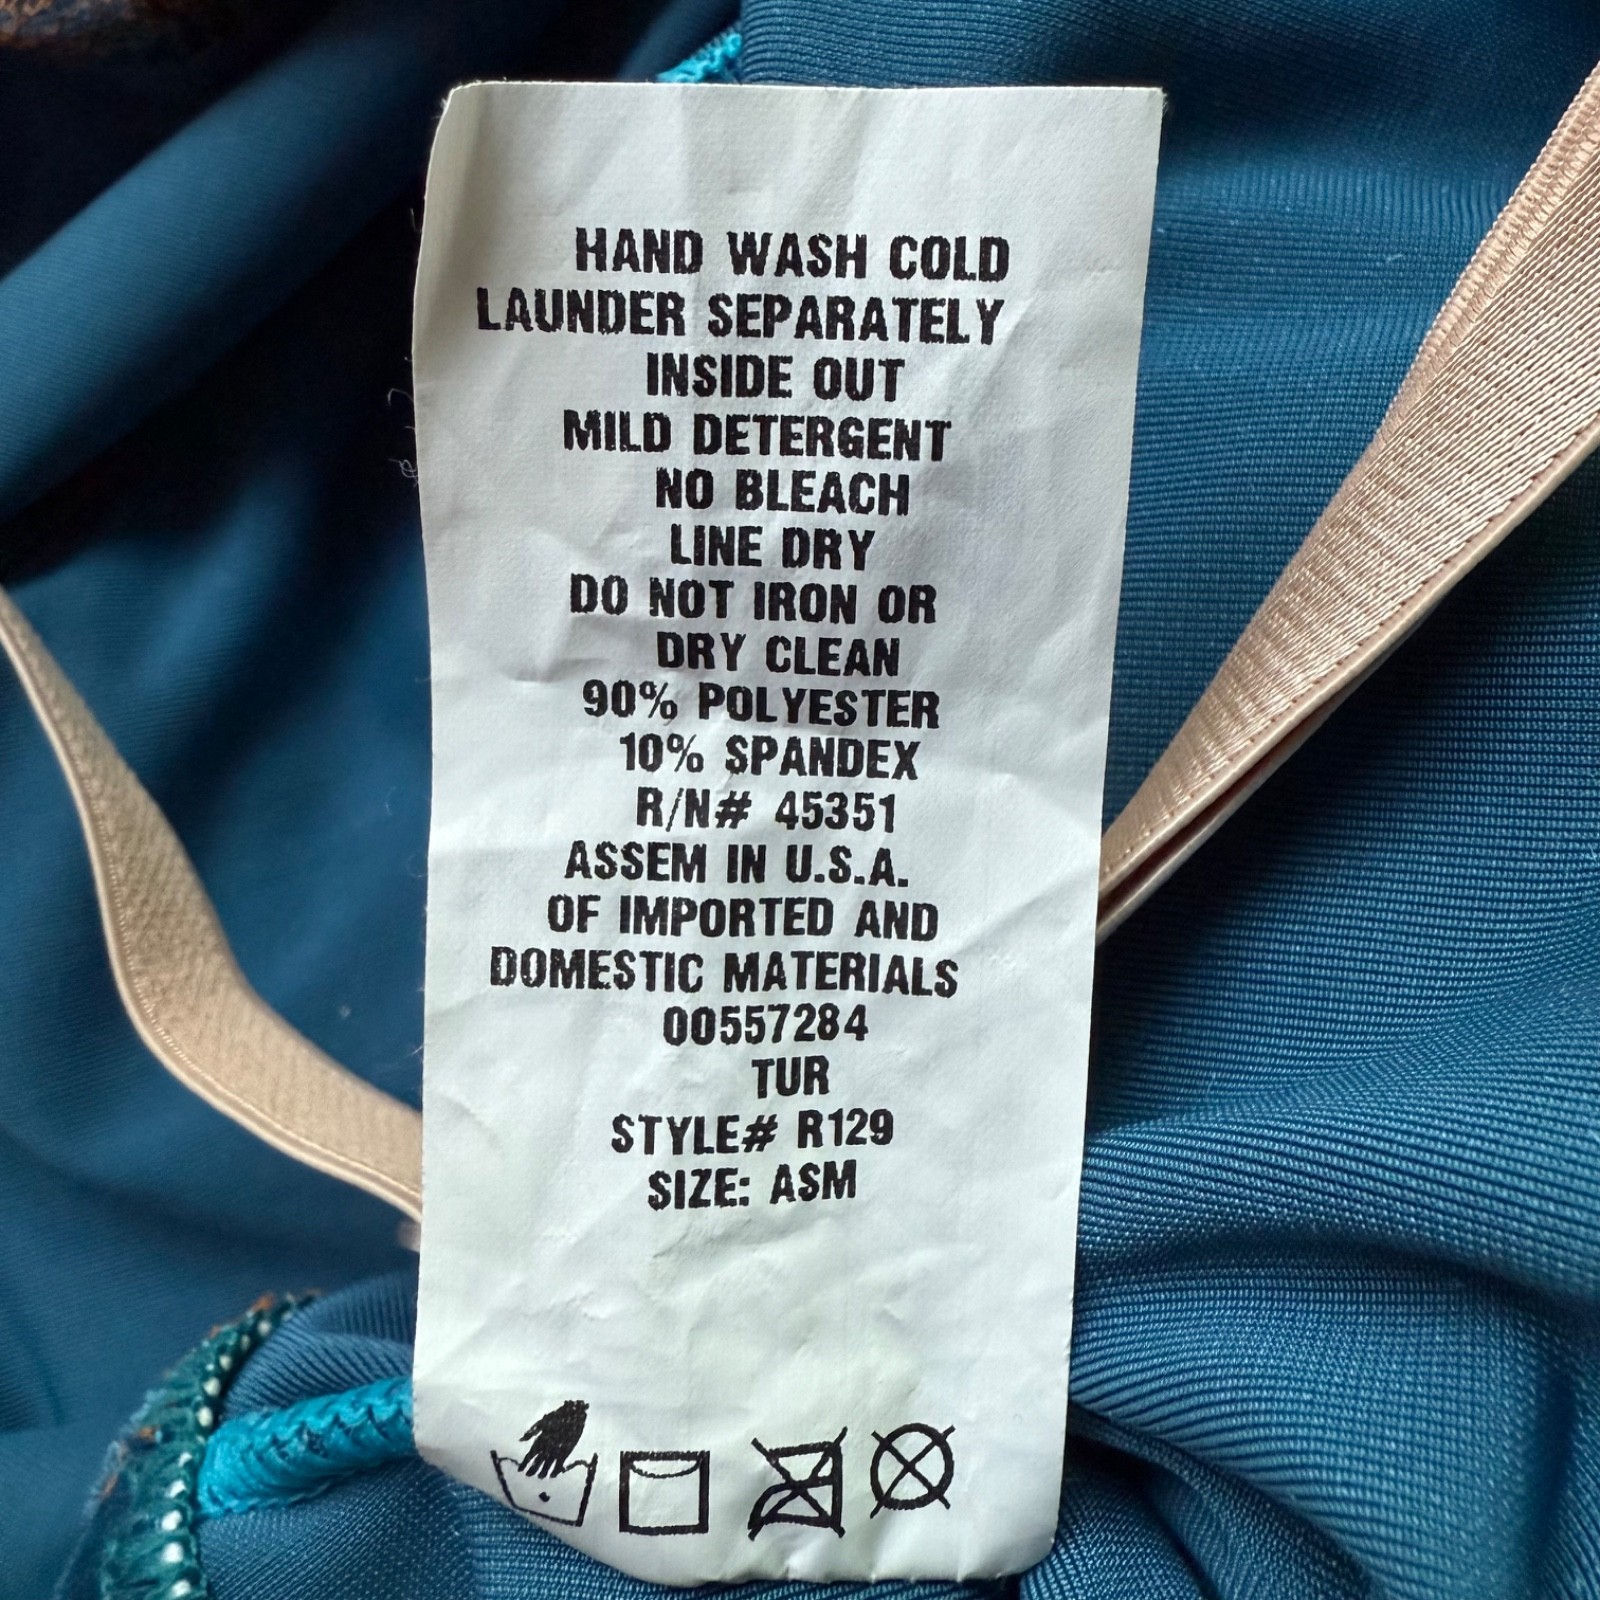 HAND WASH COLD
LAUNDER SEPARATELY
INSIDE OUT
MILD DETERGENT
NO BLEACH
LINE DRY
DO NOT IRON OR
DRY CLEAN
90% POLYESTER
10% SPANDEX
R/N# 45351
ASSEM IN U.S.A.
OF IMPORTED AND
DOMESTIC MATERIALS
00557284
TUR
STYLE# R129
SIZE: ASM